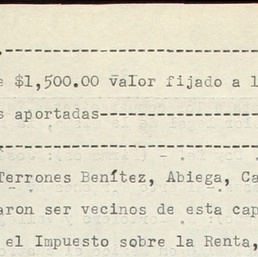 ,----------------------
e $1,500.00 valor fijado a l
s aportadas--------------
.----------------------
Terrones Benítez, Abiega, Ca
aron ser vecinos de esta cap
el Impuesto sobre la Renta,